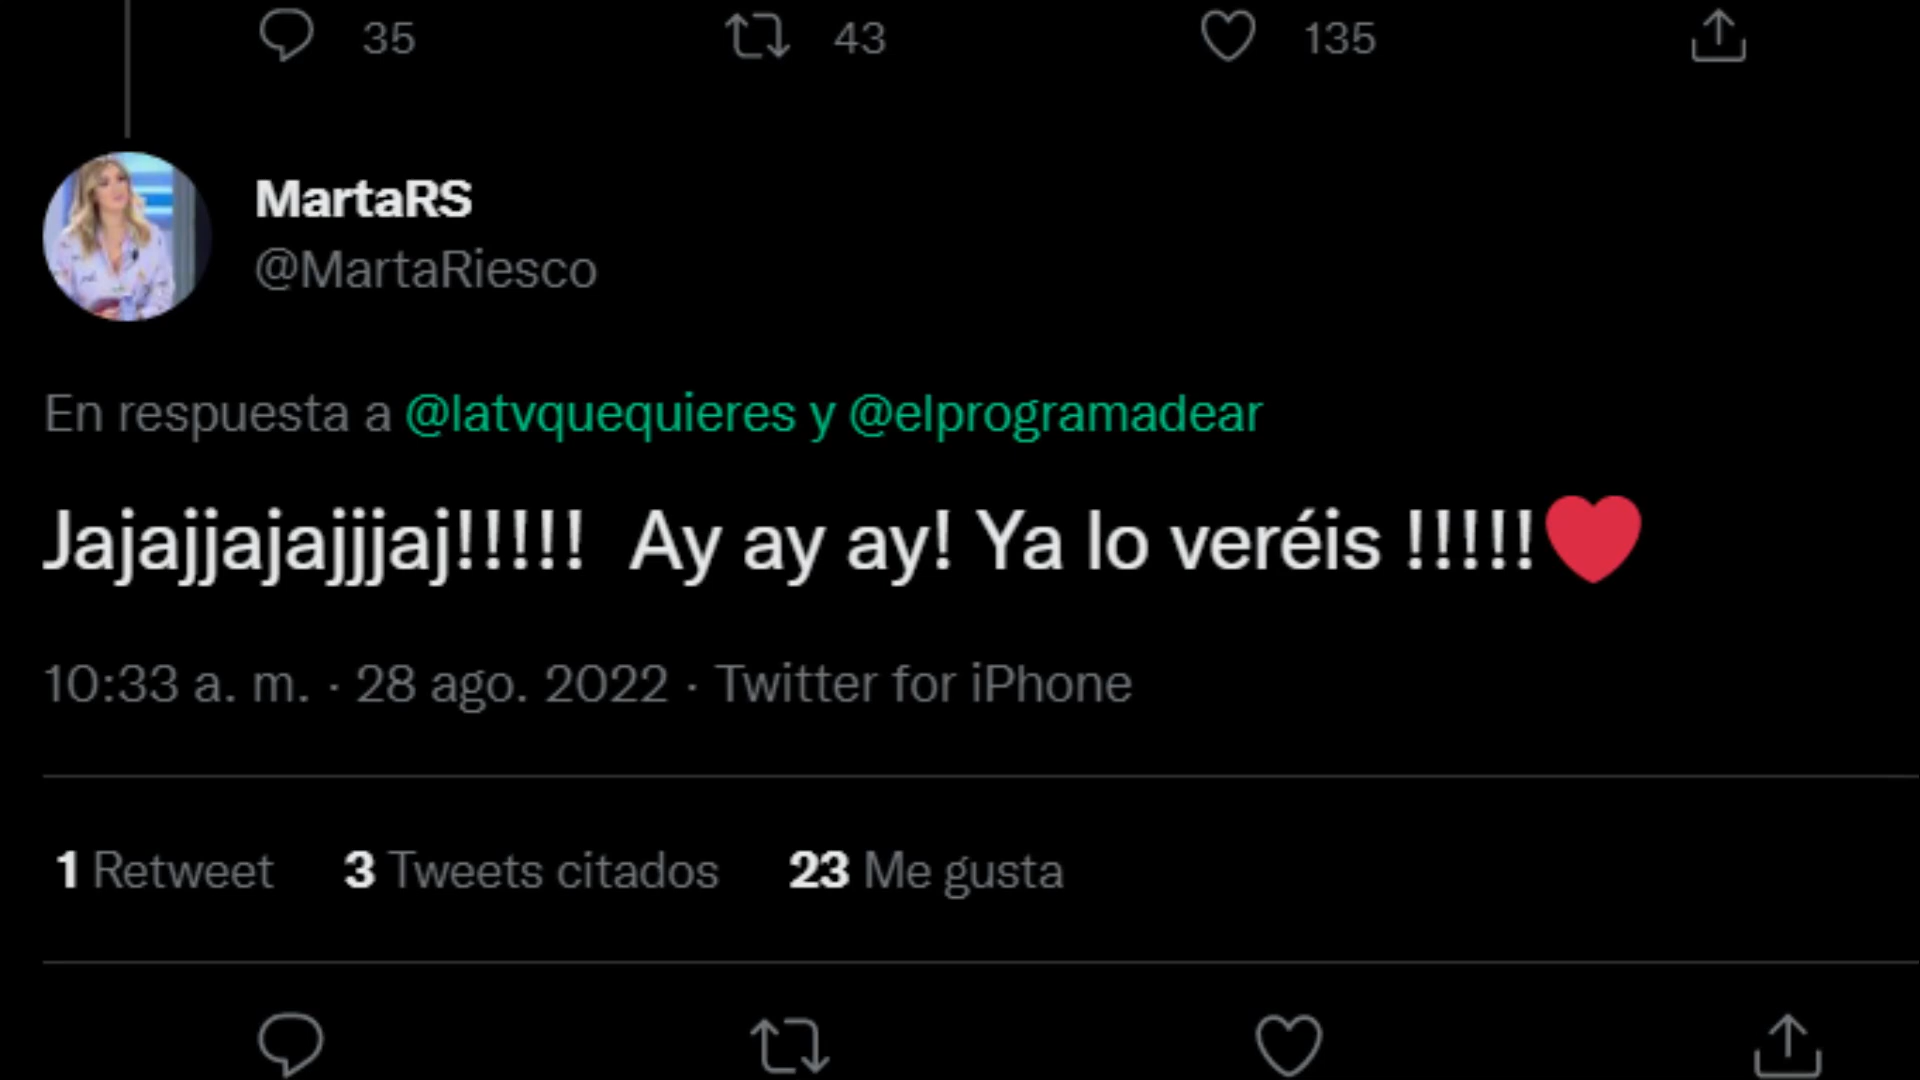 35 43 135
MartaRS
@MartaRiesco
En respuesta a @latvquequieres y @elprogramadear
Jajajjajajjjaj!!!!!  Ay ay ay! Ya lo veréis !!!!!❤️
10:33 a. m. · 28 ago. 2022 · Twitter for iPhone
1 Retweet 3 Tweets citados 23 Me gusta